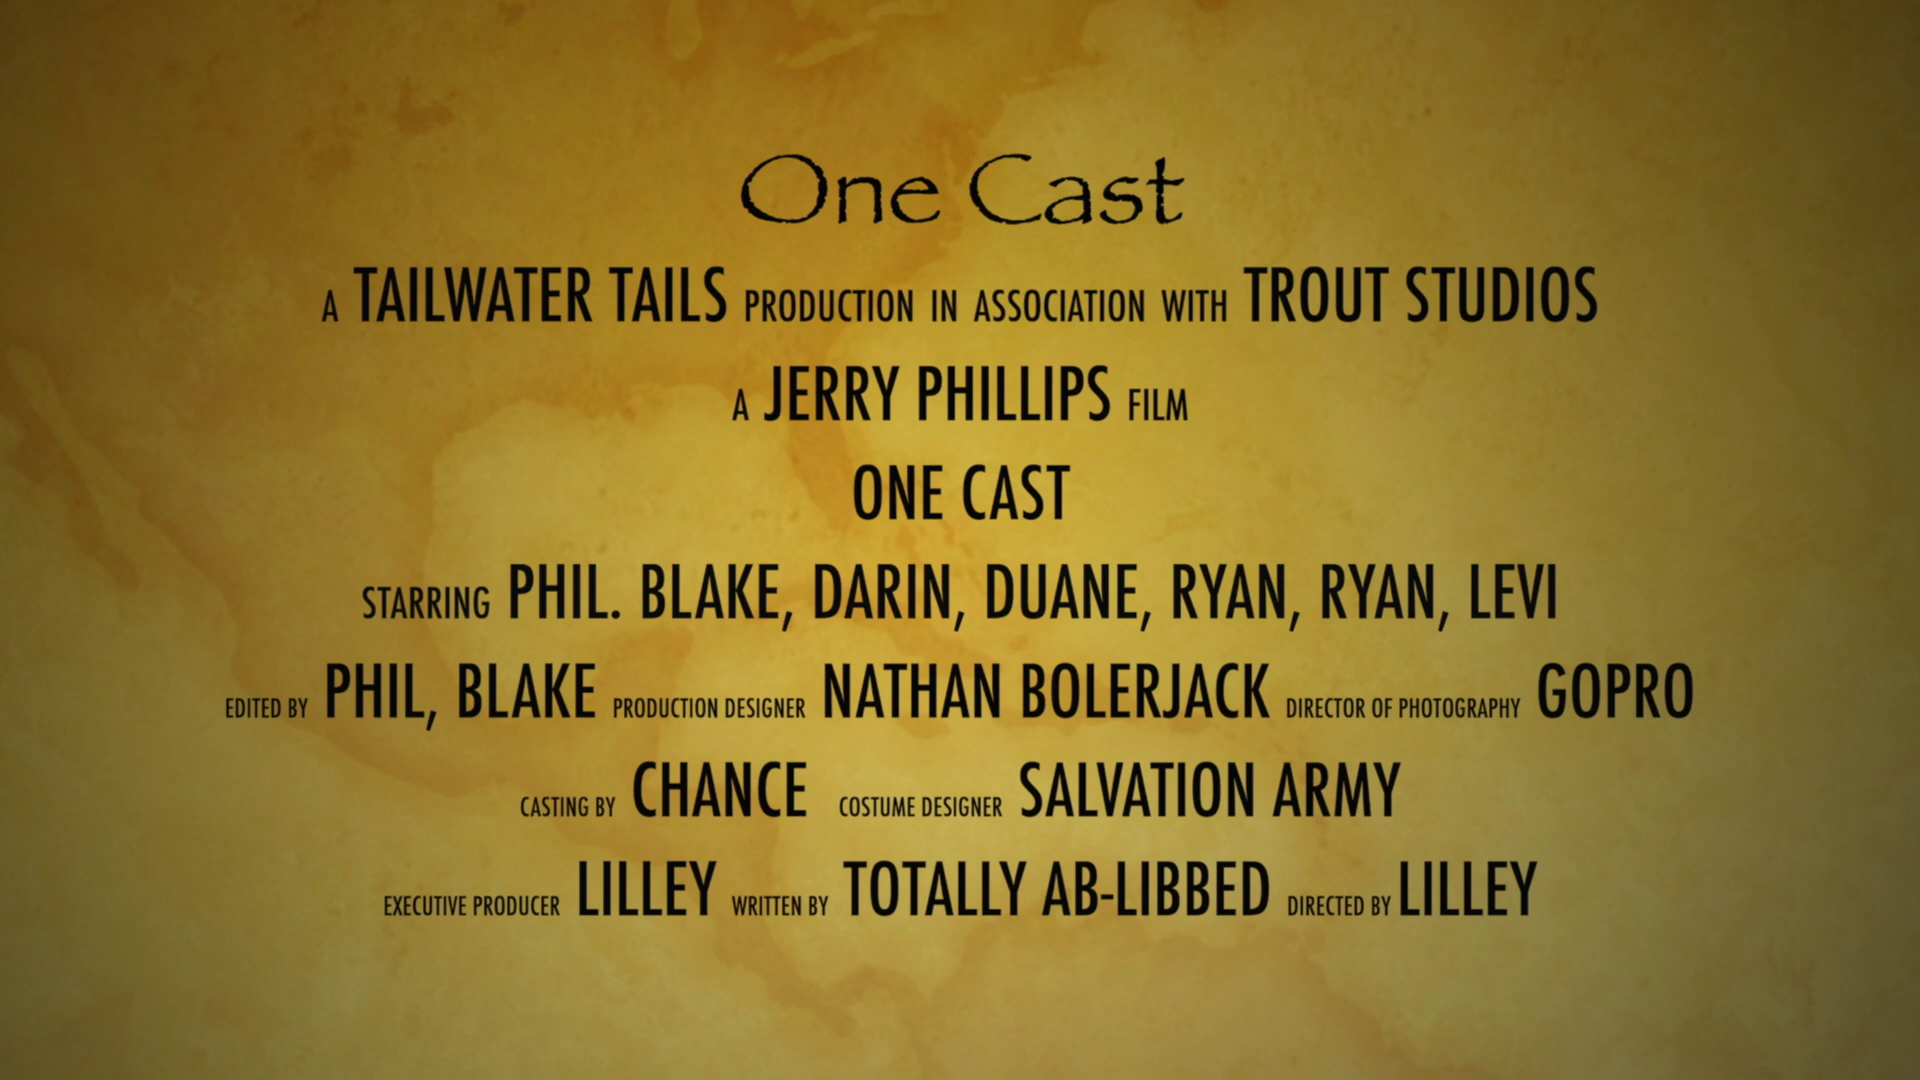 One Cast
A TAILWATER TAILS PRODUCTION IN ASSOCIATION WITH TROUT STUDIOS
A JERRY PHILLIPS FILM
ONE CAST
STARRING PHIL. BLAKE, DARIN, DUANE, RYAN, RYAN, LEVI
EDITED BY PHIL, BLAKE PRODUCTION DESIGNER NATHAN BOLERJACK DIRECTOR OF PHOTOGRAPHY GOPRO
CASTING BY CHANCE COSTUME DESIGNER SALVATION ARMY
EXECUTIVE PRODUCER LILLEY WRITTEN BY TOTALLY AB-LIBBED DIRECTED BY LILLEY